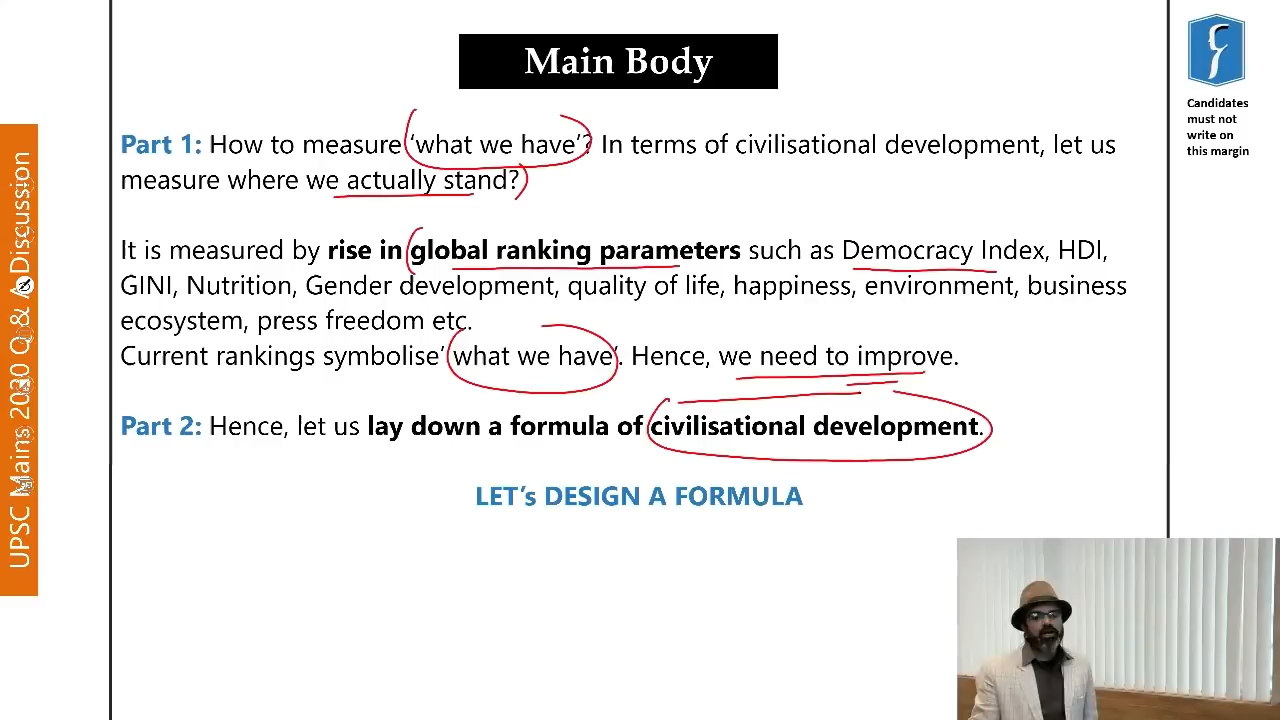 Main Body
Candidates
must not
write on
this margin
Part 1: How to measure ‘what we have’? In terms of civilisational development, let us
measure where we actually stand?
It is measured by rise in global ranking parameters such as Democracy Index, HDI,
GINI, Nutrition, Gender development, quality of life, happiness, environment, business
ecosystem, press freedom etc.
Current rankings symbolise‘ what we have‘. Hence, we need to improve.
Part 2: Hence, let us lay down a formula of civilisational development.
LET’s DESIGN A FORMULA
UPSC Mains 2020 Q & A Discussion